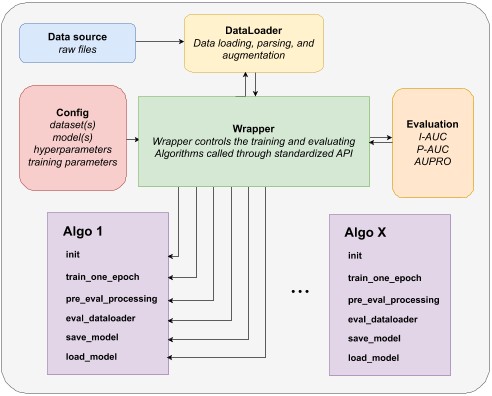 Data source
raw files
DataLoader
Data loading, parsing, and
augmentation
Config
dataset(s)
model(s)
hyperparameters
training parameters
Wrapper
Wrapper controls the training and evaluating
Algorithms called through standardized API
Evaluation
I-AUC
P-AUC
AUPRO
Algo 1
init
train_one_epoch
pre_eval_processing
eval_dataloader
save_model
load_model
...
Algo X
init
train_one_epoch
pre_eval_processing
eval_dataloader
save_model
load_model